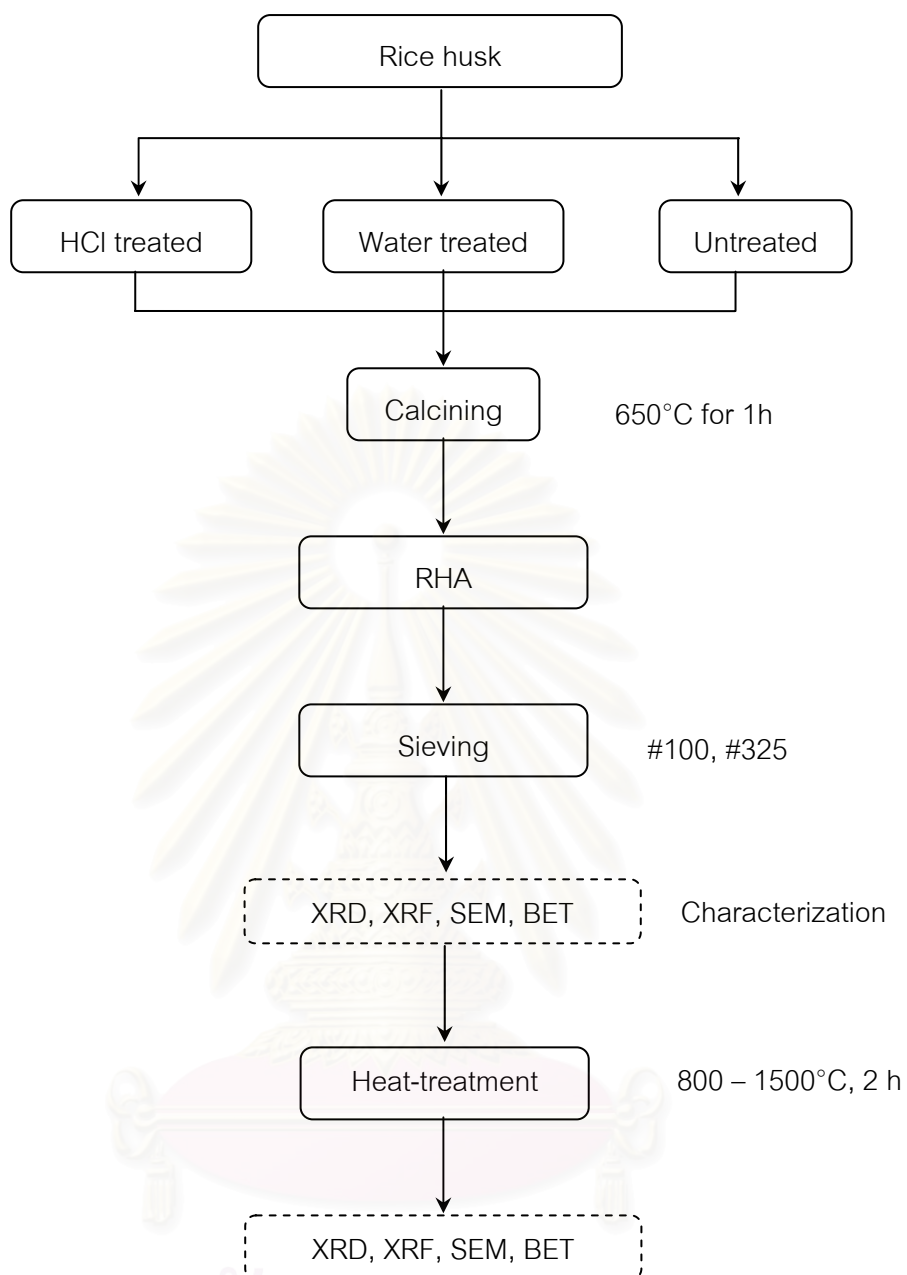 Rice husk
HCl treated
Water treated
Untreated
Calcining
650°C for 1h
RHA
Sieving
#100, #325
XRD, XRF, SEM, BET
Characterization
Heat-treatment
800 – 1500°C, 2 h
XRD, XRF, SEM, BET